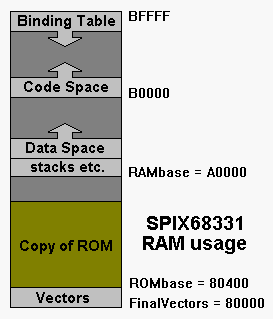 Binding Table BFFFF
Code Space B0000
Data Space
stacks etc. RAMbase = A0000
SPIX68331
RAM usage
Copy of ROM
ROMbase = 80400
Vectors FinalVectors = 80000